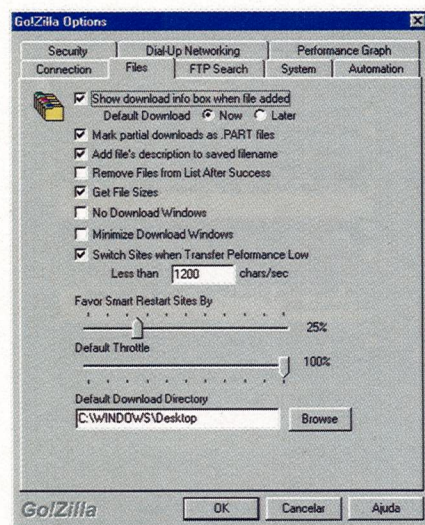 Go!Zilla Options
Security Dial-Up Networking Performance Graph
Connection Files FTP Search System Automation
Show download info box when file added
Default Download Now Later
Mark partial downloads as .PART files
Add file's description to saved filename
Remove Files from List After Success
Get File Sizes
No Download Windows
Minimize Download Windows
Switch Sites when Transfer Peformance Low
Less than 1200 chars/sec
Favor Smart Restart Sites By
25%
Default Throttle
100%
Default Download Directory
C:\WINDOWS\Desktop Browse
Go!Zilla OK Cancelar Ajuda